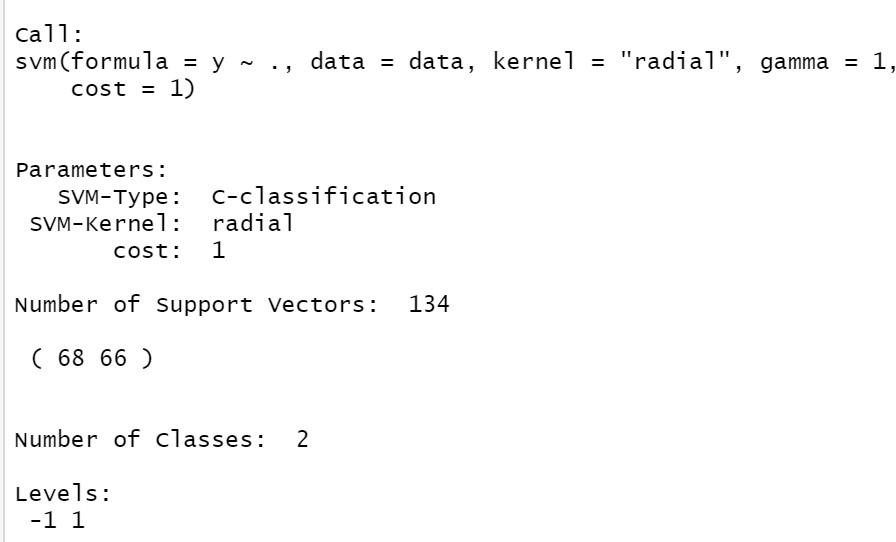 Call:
svm(formula = y ~ ., data = data, kernel = "radial", gamma = 1,
    cost = 1)
Parameters:
   SVM-Type:  C-classification
 SVM-Kernel:  radial
       cost:  1
Number of Support Vectors:  134
 ( 68 66 )
Number of Classes:  2
Levels:
 -1 1